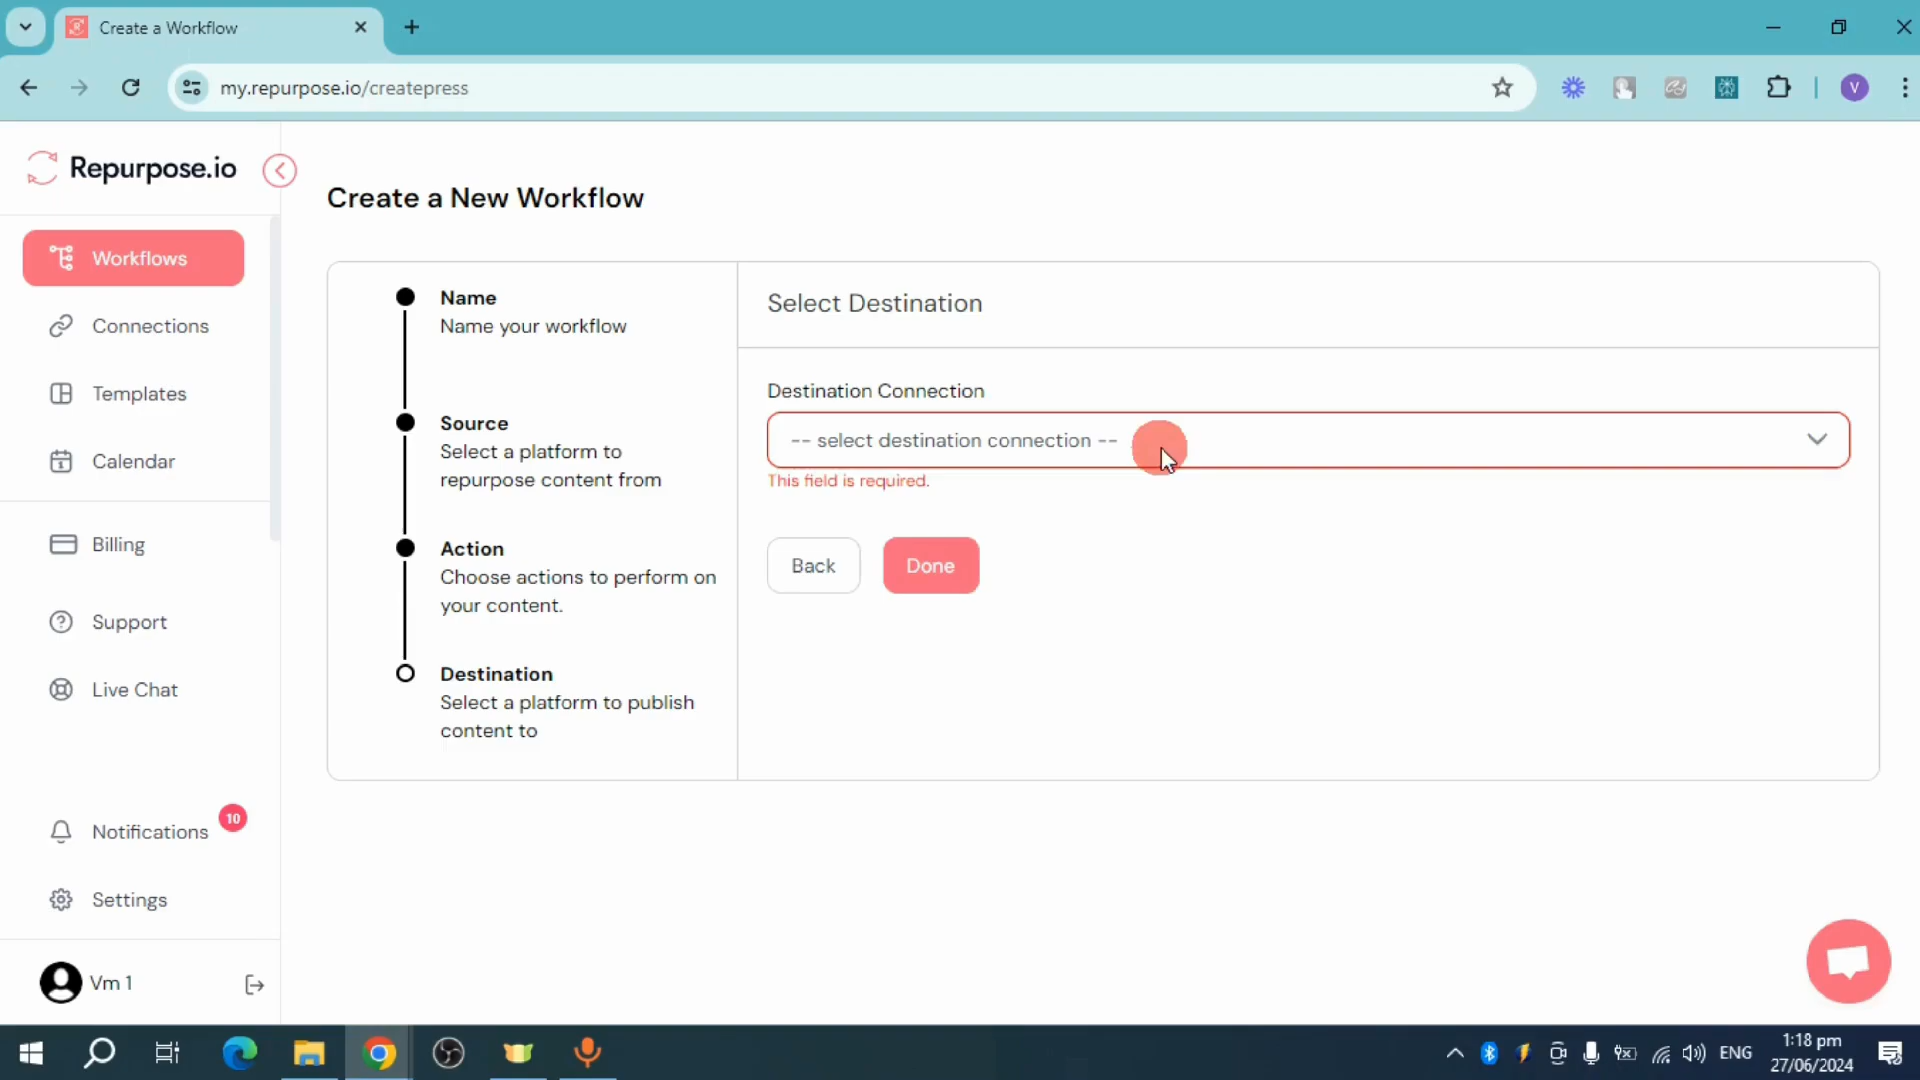 Create a Workflow
my.repurpose.io/createpress
V
Repurpose.io
Workflows
Connections
Templates
Calendar
Billing
Support
Live Chat
Notifications
10
Settings
Vm 1
Create a New Workflow
Name
Name your workflow
Source
Select a platform to
repurpose content from
Action
Choose actions to perform on
your content.
Destination
Select a platform to publish
content to
Select Destination
Destination Connection
-- select destination connection --
This field is required.
Back
Done
ENG
1:18 pm
27/06/2024